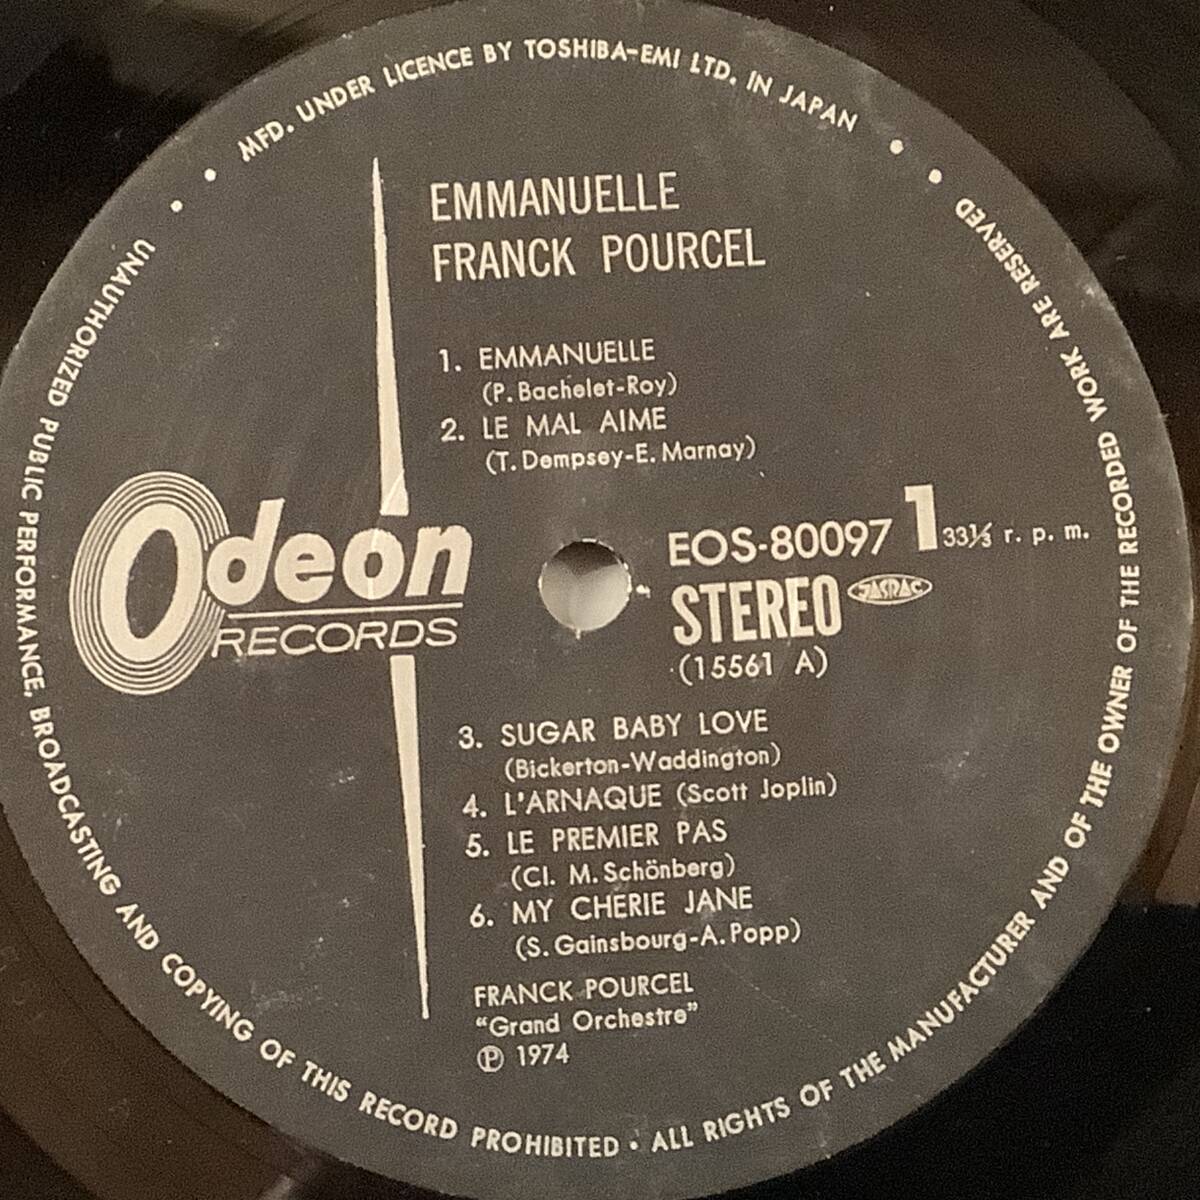 MFD. UNDER LICENCE BY TOSHIBA-EMI LTD. IN JAPAN
EMMANUELLE
FRANCK POURCEL
1. EMMANUELLE
(P. Bachelet-Roy)
2. LE MAL AIME
(T. Dempsey-E. Marnay)
Odeon
RECORDS
EOS-80097 1 33⅓ r. p. m.
STEREO JASRAC
(15561 A)
3. SUGAR BABY LOVE
(Bickerton-Waddington)
4. L'ARNAQUE (Scott Joplin)
5. LE PREMIER PAS
(Cl. M. Schönberg)
6. MY CHERIE JANE
(S. Gainsbourg-A. Popp)
FRANCK POURCEL
"Grand Orchestre"
℗ 1974
UNAUTHORIZED PUBLIC PERFORMANCE, BROADCASTING AND COPYING OF THIS RECORD PROHIBITED • ALL RIGHTS OF THE MANUFACTURER AND OF THE OWNER OF THE RECORDED WORK ARE RESERVED